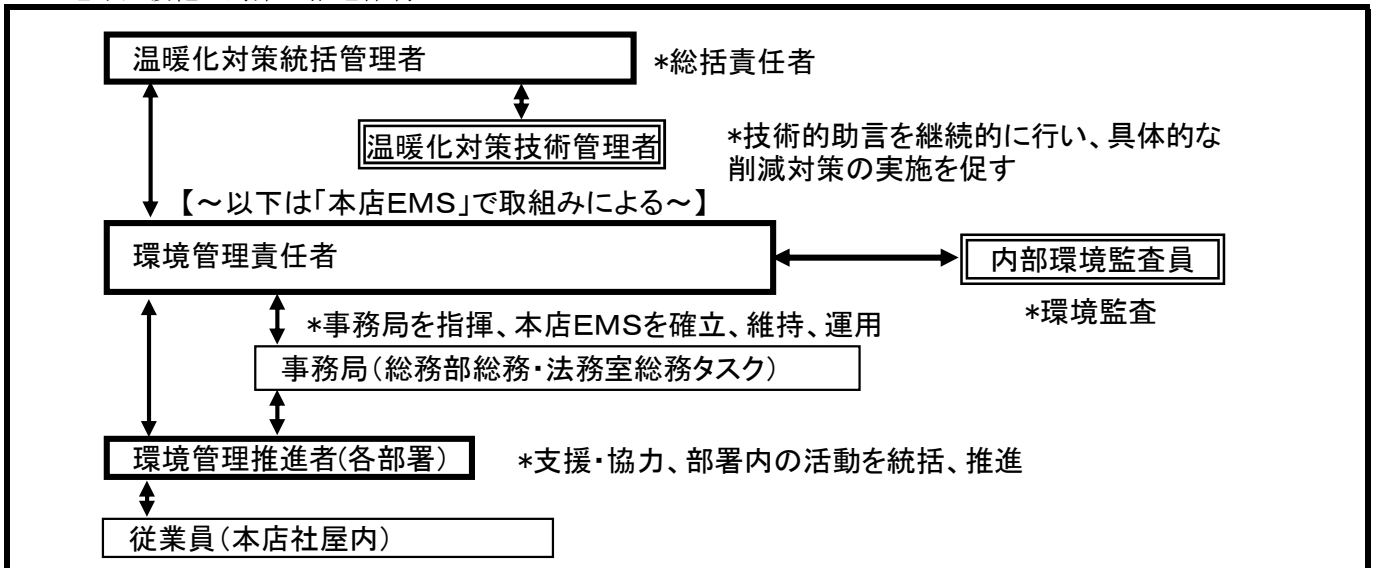 温暖化対策統括管理者
*総括責任者
温暖化対策技術管理者
*技術的助言を継続的に行い、具体的な
削減対策の実施を促す
【~以下は「本店EMS」で取組みによる~】
環境管理責任者
内部環境監査員
*環境監査
*事務局を指揮、本店EMSを確立、維持、運用
事務局(総務部総務・法務室総務タスク)
環境管理推進者(各部署)
*支援・協力、部署内の活動を統括、推進
従業員(本店社屋内)